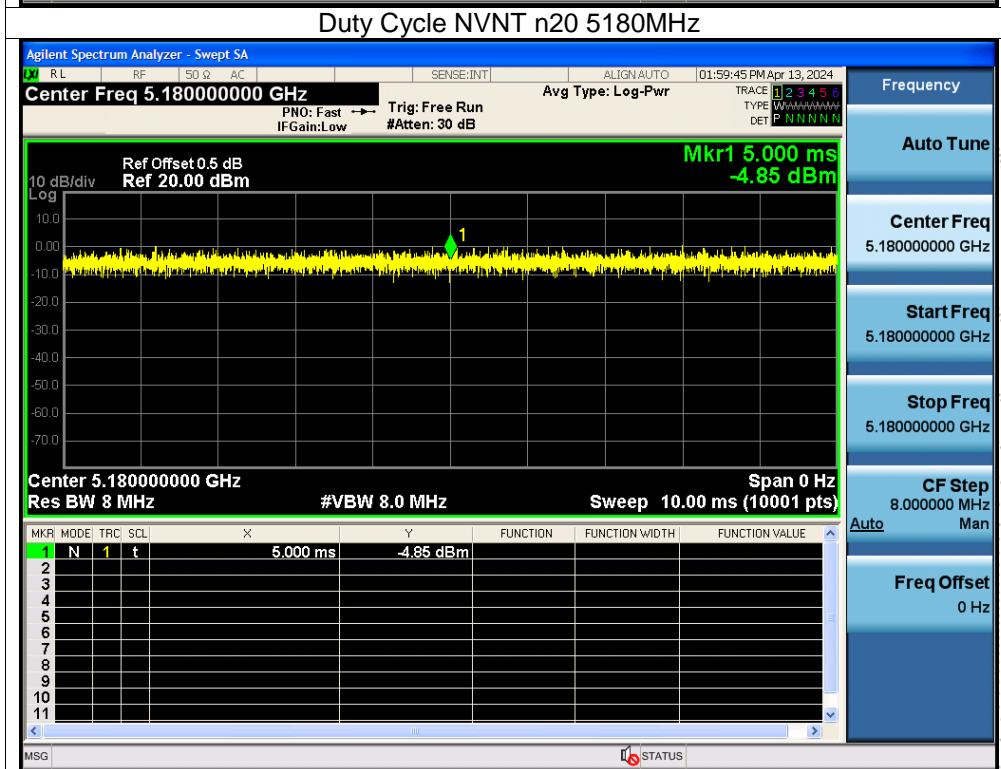 Duty Cycle NVNT n20 5180MHz
Agilent Spectrum Analyzer - Swept SA
LXI RL RF 50 Ω AC SENSE:INT ALIGN AUTO 01:59:45 PM Apr 13, 2024
Center Freq 5.180000000 GHz Avg Type: Log-Pwr TRACE 1 2 3 4 5 6
PNO: Fast Trig: Free Run TYPE WWWWWW
IFGain:Low #Atten: 30 dB DET P N N N N N
Mkr1 5.000 ms
-4.85 dBm
Ref Offset 0.5 dB
10 dB/div Ref 20.00 dBm
Log
10.0
0.00
-10.0
-20.0
-30.0
-40.0
-50.0
-60.0
-70.0
1
Center 5.180000000 GHz Span 0 Hz
Res BW 8 MHz #VBW 8.0 MHz Sweep 10.00 ms (10001 pts)
MKR MODE TRC SCL X Y FUNCTION FUNCTION WIDTH FUNCTION VALUE
1 N 1 t 5.000 ms -4.85 dBm
2
3
4
5
6
7
8
9
10
11
MSG STATUS
Frequency
Auto Tune
Center Freq
5.180000000 GHz
Start Freq
5.180000000 GHz
Stop Freq
5.180000000 GHz
CF Step
8.000000 MHz
Auto Man
Freq Offset
0 Hz